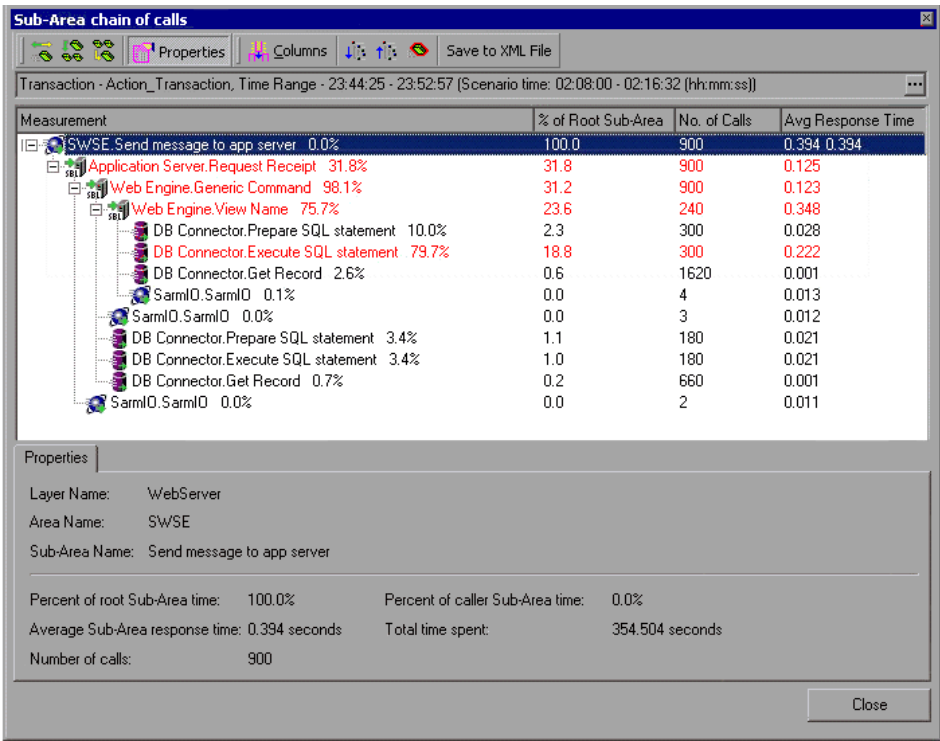 Sub-Area chain of calls
Properties Columns Save to XML File
Transaction - Action_Transaction, Time Range - 23:44:25 - 23:52:57 (Scenario time: 02:08:00 - 02:16:32 (hh:mm:ss)) ...
Measurement % of Root Sub-Area No. of Calls Avg Response Time
SWSE.Send message to app server 0.0% 100.0 900 0.394 0.394
SBL Application Server.Request Receipt 31.8% 31.8 900 0.125
SBL Web Engine.Generic Command 98.1% 31.2 900 0.123
SBL Web Engine.View Name 75.7% 23.6 240 0.348
DB Connector.Prepare SQL statement 10.0% 2.3 300 0.028
DB Connector.Execute SQL statement 79.7% 18.8 300 0.222
DB Connector.Get Record 2.6% 0.6 1620 0.001
SarmIO.SarmIO 0.1% 0.0 4 0.013
SarmIO.SarmIO 0.0% 0.0 3 0.012
DB Connector.Prepare SQL statement 3.4% 1.1 180 0.021
DB Connector.Execute SQL statement 3.4% 1.0 180 0.021
DB Connector.Get Record 0.7% 0.2 660 0.001
SarmIO.SarmIO 0.0% 0.0 2 0.011
Properties
Layer Name: WebServer
Area Name: SWSE
Sub-Area Name: Send message to app server
Percent of root Sub-Area time: 100.0% Percent of caller Sub-Area time: 0.0%
Average Sub-Area response time: 0.394 seconds Total time spent: 354.504 seconds
Number of calls: 900
Close